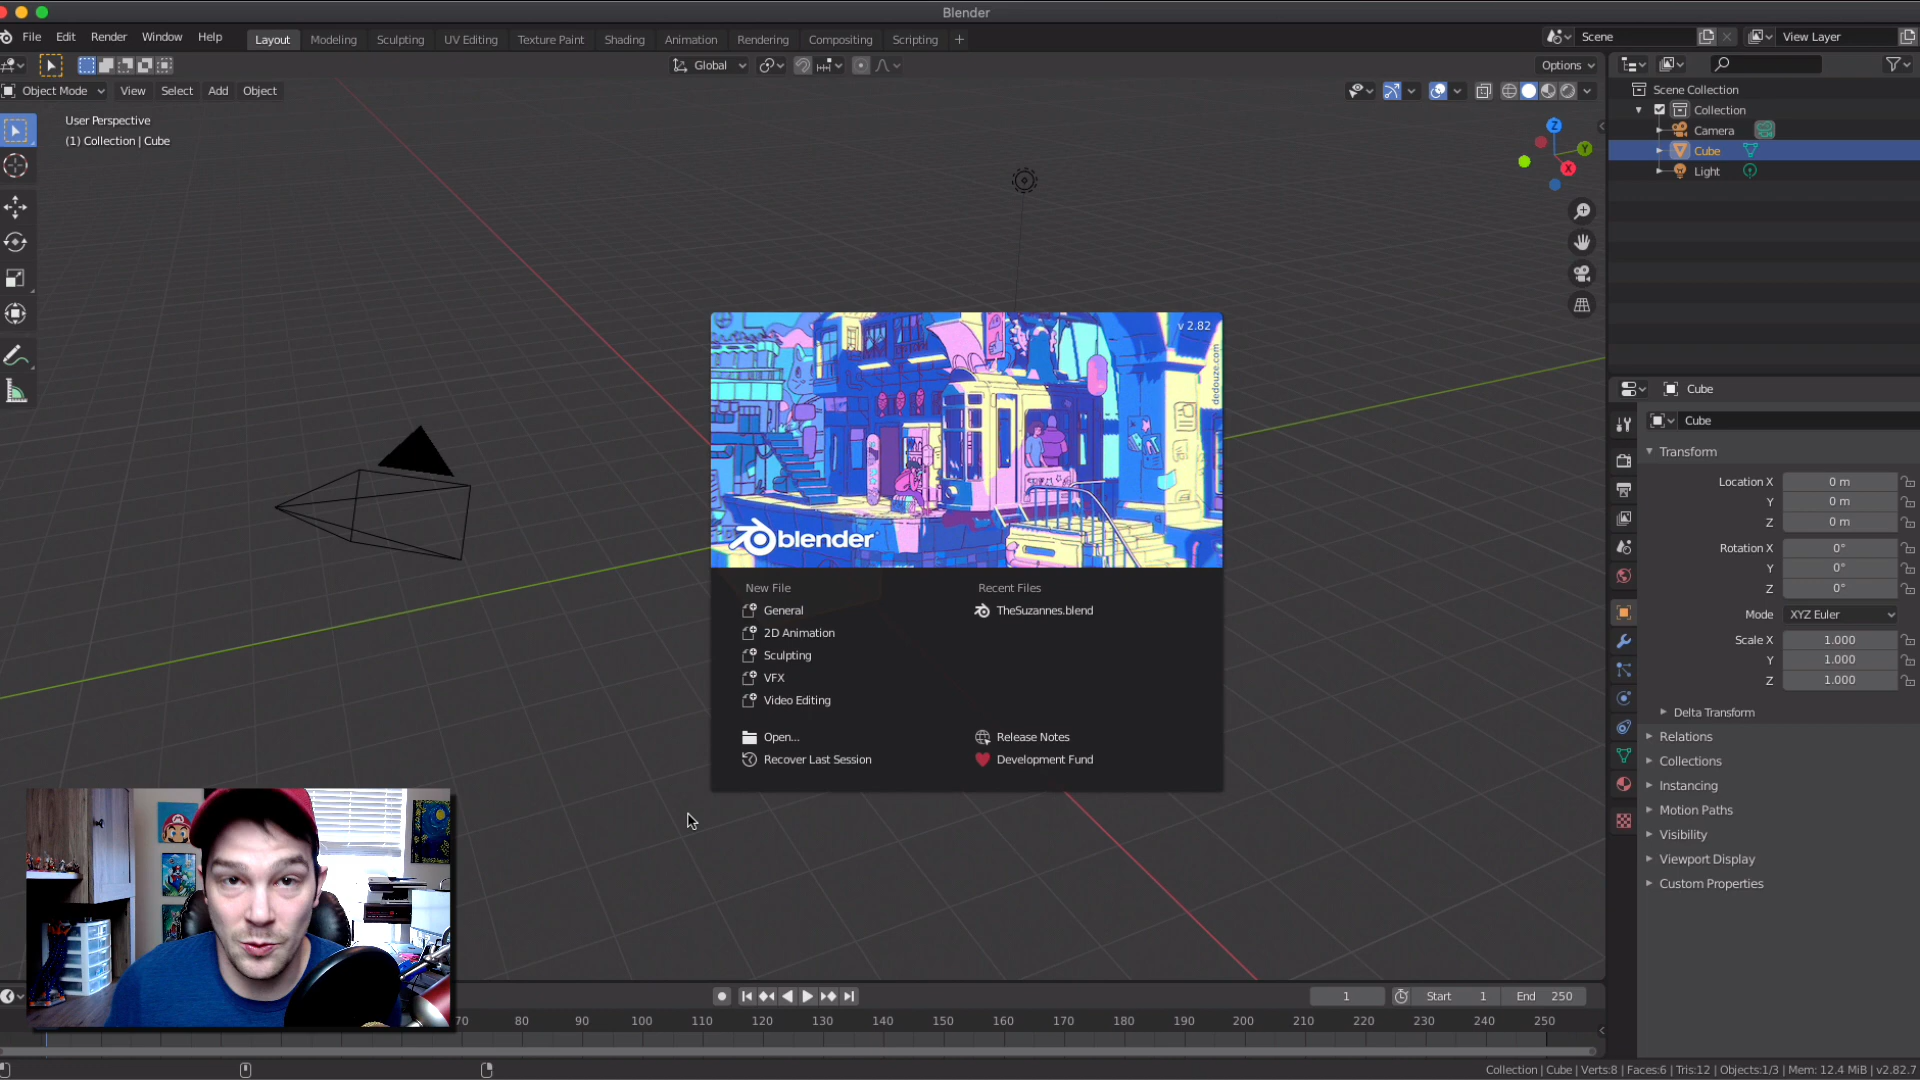 Blender
File Edit Render Window Help Layout Modeling Sculpting UV Editing Texture Paint Shading Animation Rendering Compositing Scripting + Scene View Layer
Global Options
Object Mode View Select Add Object
User Perspective
(1) Collection | Cube
Z
Y
X
Scene Collection
Collection
Camera
Cube
Light
v 2.82
dedouze.com
blender
New File
General
2D Animation
Sculpting
VFX
Video Editing
Open...
Recover Last Session
Recent Files
TheSuzannes.blend
Release Notes
Development Fund
Cube
Cube
Transform
Location X 0 m
Y 0 m
Z 0 m
Rotation X 0°
Y 0°
Z 0°
Mode XYZ Euler
Scale X 1.000
Y 1.000
Z 1.000
Delta Transform
Relations
Collections
Instancing
Motion Paths
Visibility
Viewport Display
Custom Properties
1 Start 1 End 250
70 80 90 100 110 120 130 140 150 160 170 180 190 200 210 220 230 240 250
Collection | Cube | Verts:8 | Faces:6 | Tris:12 | Objects:1/3 | Mem: 12.4 MiB | v2.82.7